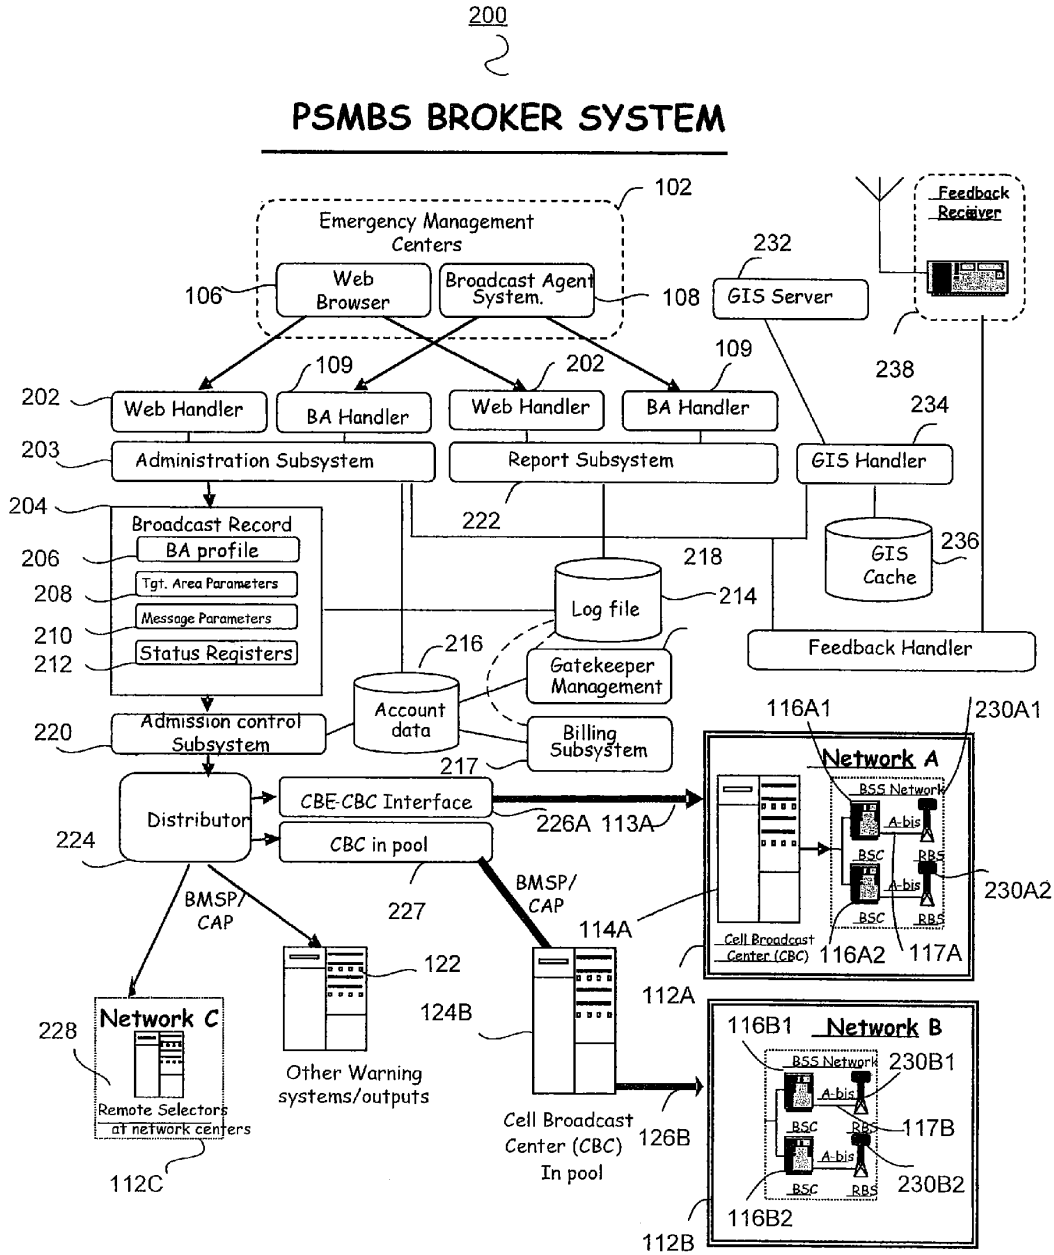 200
PSMBS BROKER SYSTEM
102
Emergency Management
Centers
Web
Browser
Broadcast Agent
System.
106
108
232
GIS Server
Feedback
Receiver
238
202
109
202
109
Web Handler
BA Handler
Web Handler
BA Handler
234
203
Administration Subsystem
Report Subsystem
GIS Handler
204
222
Broadcast Record
206
BA profile
208
Tgt. Area Parameters
210
Message Parameters
212
Status Registers
218
Log file
214
GIS
Cache
236
Feedback Handler
216
Gatekeeper
Management
Account
data
220
Admission control
Subsystem
Billing
Subsystem
217
116A1
230A1
Network A
BSS Network
224
Distributor
CBE-CBC Interface
226A
113A
CBC in pool
227
A-bis
BSC
RBS
A-bis
BSC
RBS
230A2
Cell Broadcast
Center (CBC)
114A
116A2
117A
112A
BMSP/
CAP
BMSP/
CAP
122
124B
Network C
228
Remote Selectors
at network centers
112C
Other Warning
systems/outputs
Cell Broadcast
Center (CBC)
In pool
126B
116B1
Network B
BSS Network
230B1
A-bis
117B
BSC
RBS
A-bis
BSC
RBS
230B2
116B2
112B